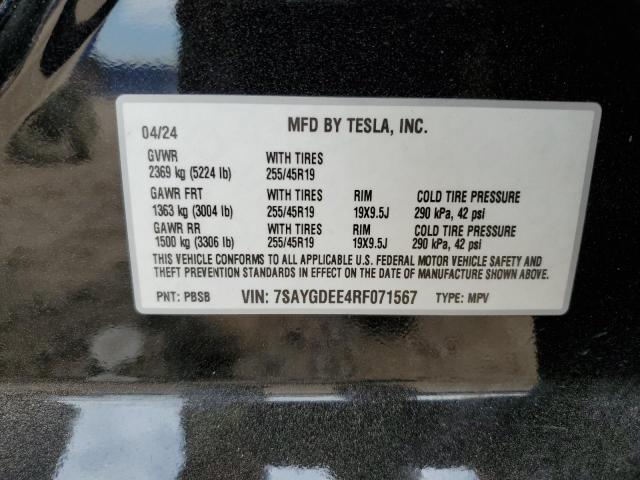 04/24 MFD BY TESLA, INC.
GVWR WITH TIRES
2369 kg (5224 lb) 255/45R19
GAWR FRT WITH TIRES RIM COLD TIRE PRESSURE
1363 kg (3004 lb) 255/45R19 19X9.5J 290 kPa, 42 psi
GAWR RR WITH TIRES RIM COLD TIRE PRESSURE
1500 kg (3306 lb) 255/45R19 19X9.5J 290 kPa, 42 psi
THIS VEHICLE CONFORMS TO ALL APPLICABLE U.S. FEDERAL MOTOR VEHICLE SAFETY AND
THEFT PREVENTION STANDARDS IN EFFECT ON THE DATE OF MANUFACTURE SHOWN ABOVE.
PNT: PBSB VIN: 7SAYGDEE4RF071567 TYPE: MPV